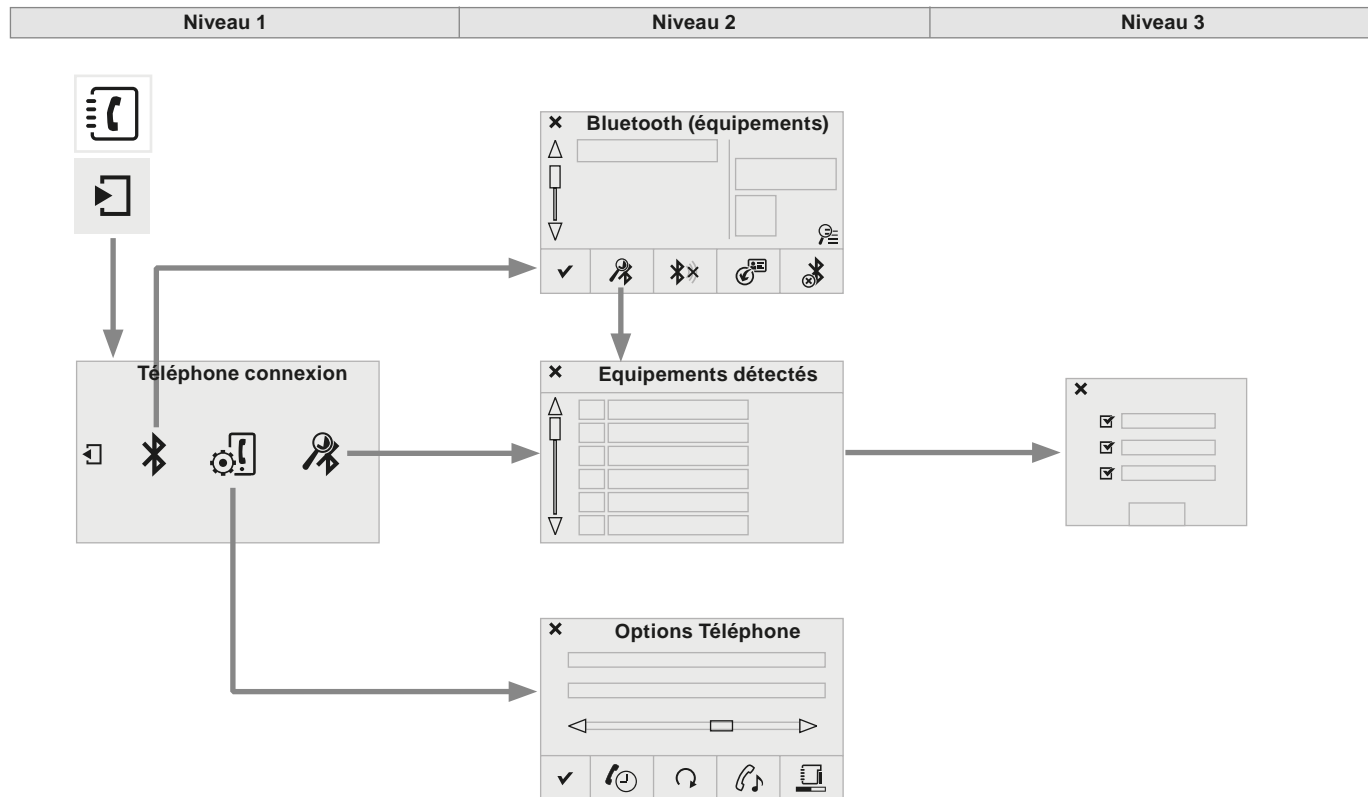 Niveau 1
Niveau 2
Niveau 3
Bluetooth (équipements)
Téléphone connexion
Equipements détectés
Options Téléphone